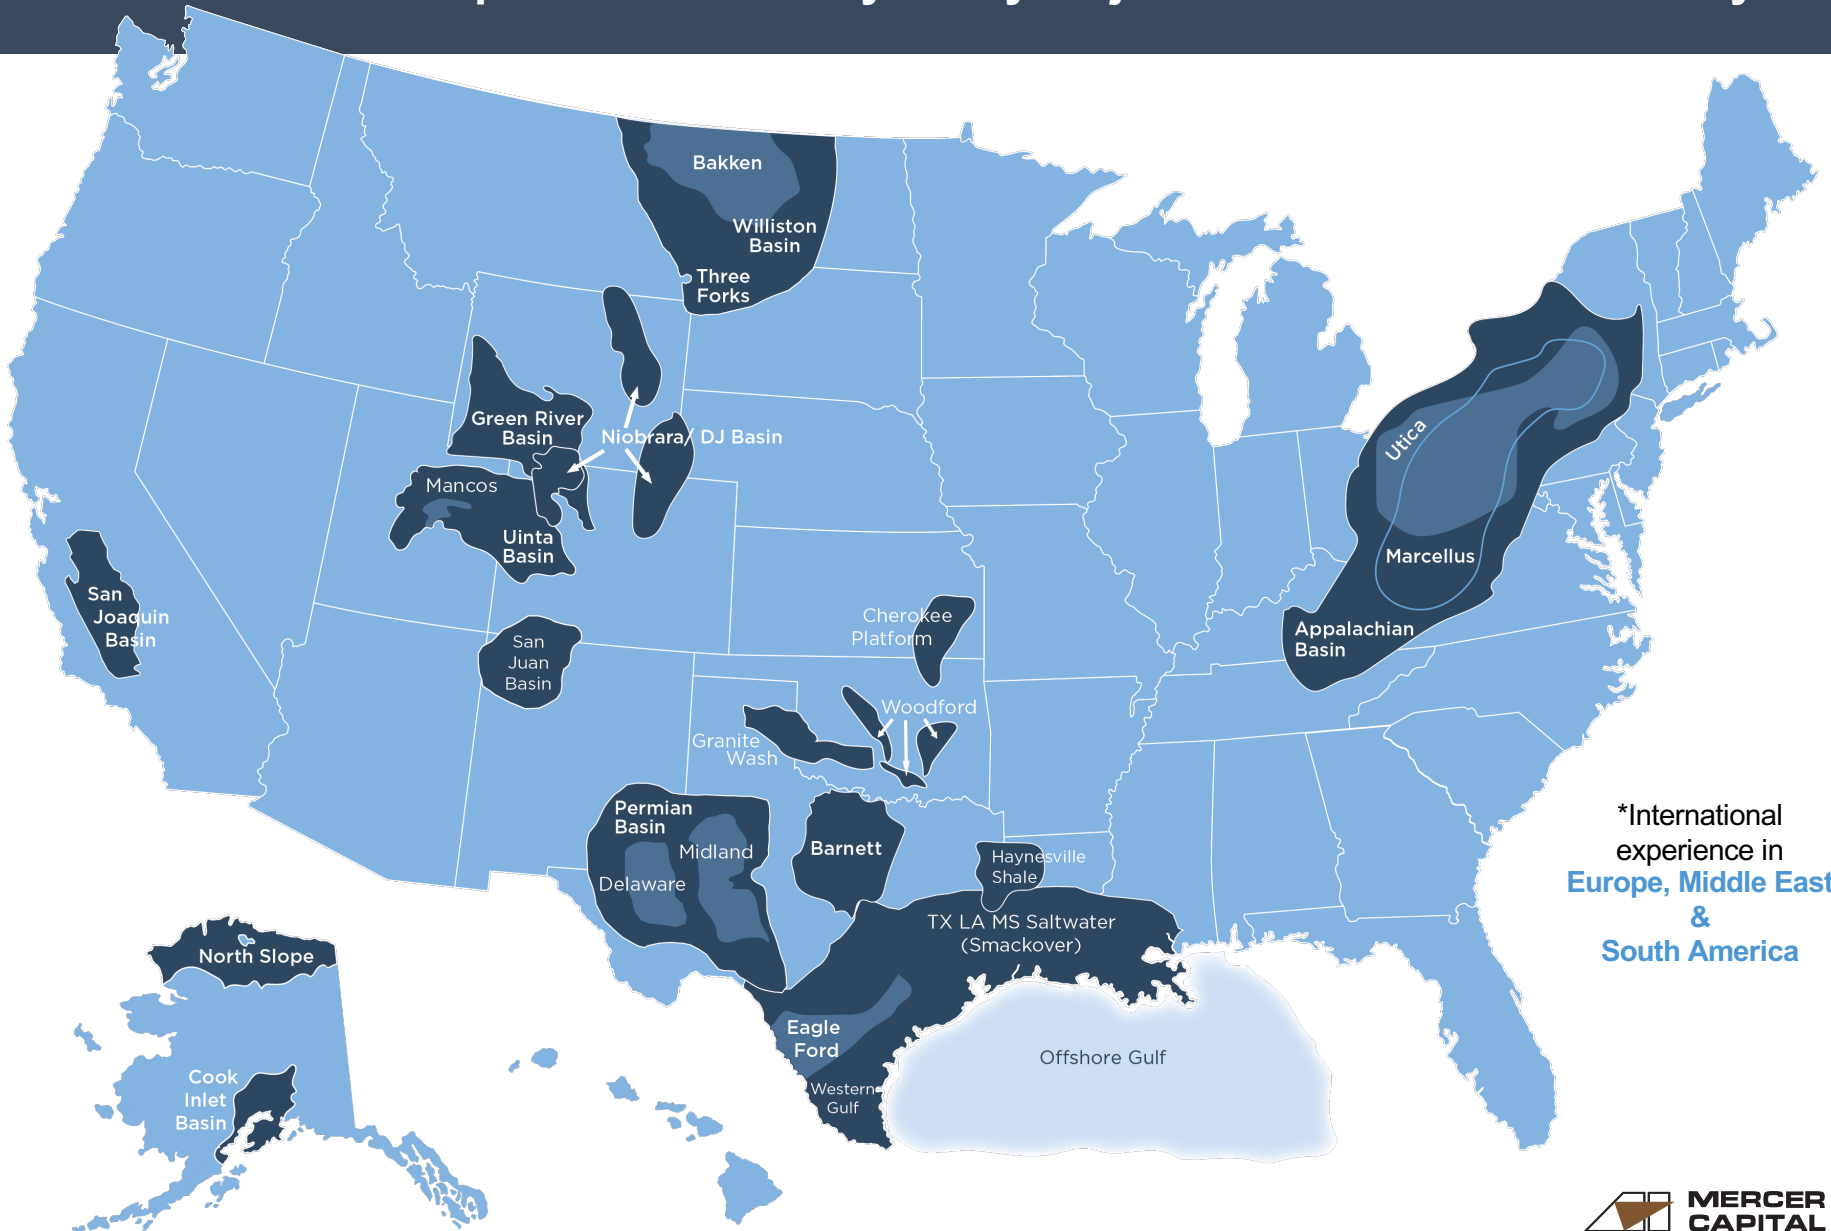 Bakken
Williston
Basin
Three
Forks
Green River
Basin
Niobrara/ DJ Basin
Mancos
Uinta
Basin
San
Joaquin
Basin
San
Juan
Basin
Cherokee
Platform
Woodford
Granite
Wash
Utica
Marcellus
Appalachian
Basin
Permian
Basin
Midland
Delaware
Barnett
Haynesville
Shale
TX LA MS Saltwater
(Smackover)
Eagle
Ford
Western
Gulf
Offshore Gulf
North Slope
Cook
Inlet
Basin
*International
experience in
Europe, Middle East
&
South America
MERCER
CAPITAL